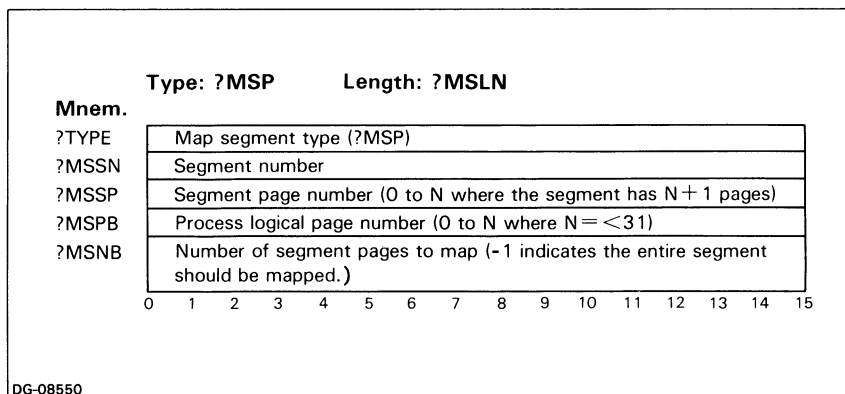 Type: ?MSP Length: ?MSLN
Mnem.
?TYPE Map segment type (?MSP)
?MSSN Segment number
?MSSP Segment page number (0 to N where the segment has N+1 pages)
?MSPB Process logical page number (0 to N where N=<31)
?MSNB Number of segment pages to map (-1 indicates the entire segment
should be mapped.)
0 1 2 3 4 5 6 7 8 9 10 11 12 13 14 15
DG-08550